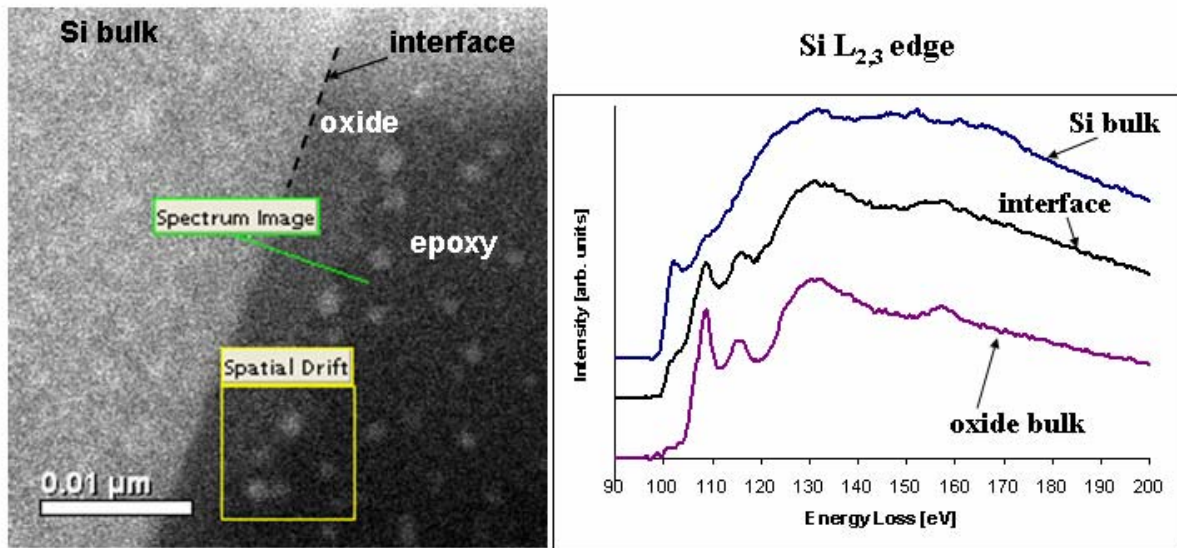 Si bulk
interface
oxide
Spectrum Image
epoxy
Spatial Drift
0.01 µm
Si L2,3 edge
Intensity [arb. units]
Si bulk
interface
oxide bulk
90 100 110 120 130 140 150 160 170 180 190 200
Energy Loss [eV]